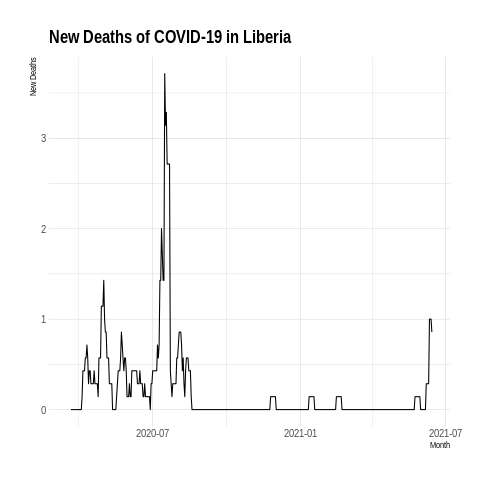 New Deaths of COVID-19 in Liberia
New Deaths
3
2
1
0
2020-07
2021-01
2021-07
Month